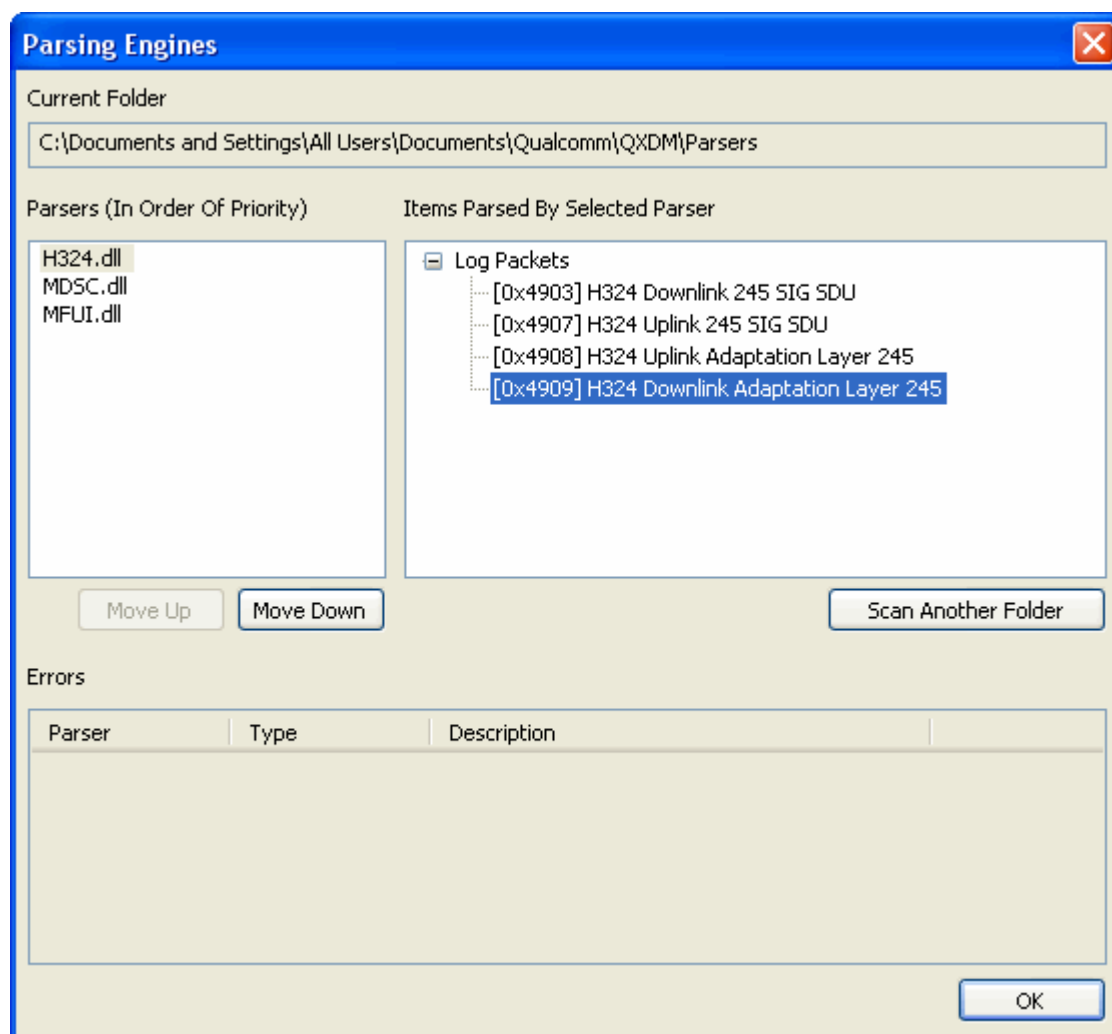 Parsing Engines
Current Folder
C:\Documents and Settings\All Users\Documents\Qualcomm\QXDM\Parsers
Parsers (In Order Of Priority)
Items Parsed By Selected Parser
H324.dll
MDSC.dll
MFUI.dll
Log Packets
[0x4903] H324 Downlink 245 SIG SDU
[0x4907] H324 Uplink 245 SIG SDU
[0x4908] H324 Uplink Adaptation Layer 245
[0x4909] H324 Downlink Adaptation Layer 245
Move Up
Move Down
Scan Another Folder
Errors
Parser Type Description
OK